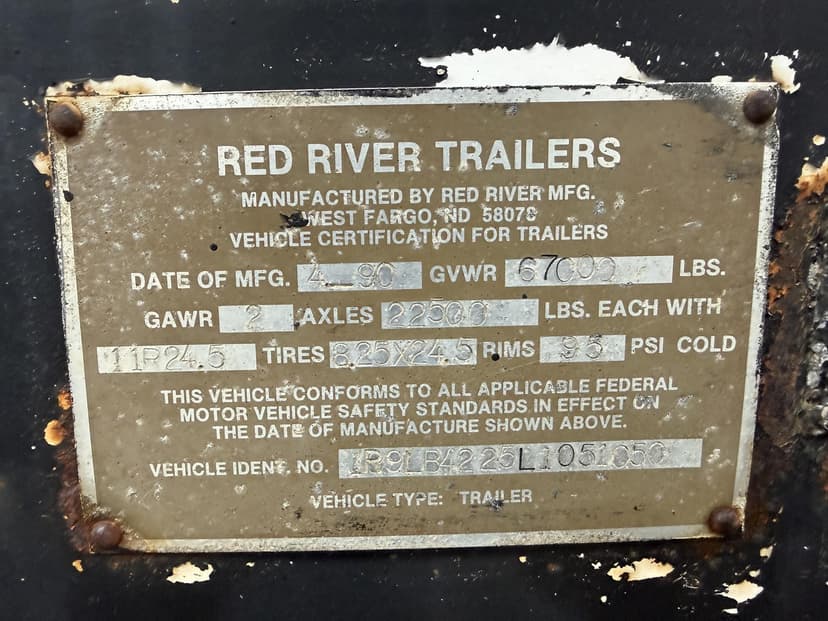 RED RIVER TRAILERS
MANUFACTURED BY RED RIVER MFG.
WEST FARGO, ND 58078
VEHICLE CERTIFICATION FOR TRAILERS
DATE OF MFG. 4_90 GVWR 67000 LBS.
GAWR 2 AXLES 22500 LBS. EACH WITH
11R24.5 TIRES 8.25X24.5 RIMS 95 PSI COLD
THIS VEHICLE CONFORMS TO ALL APPLICABLE FEDERAL
MOTOR VEHICLE SAFETY STANDARDS IN EFFECT ON
THE DATE OF MANUFACTURE SHOWN ABOVE.
VEHICLE IDENT. NO. 1R9LB4225L1051050
VEHICLE TYPE: TRAILER